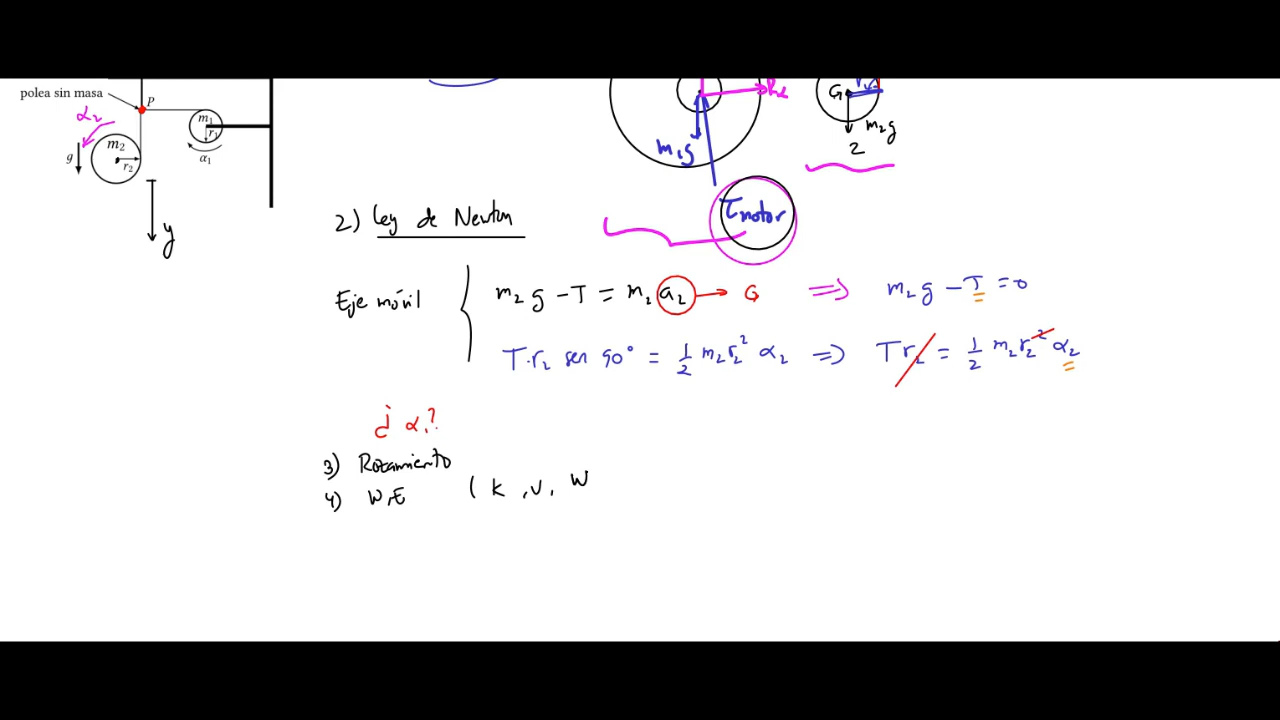 polea sin masa
P
α₂
m₁
r₁
m₂
r₂
g
α₁
y
m₁g
G
m₂g
2
τmotor
2) Ley de Newton
Eje móvil
m₂g - T = m₂ a₂ → G ⇒ m₂g - T = 0
T·r₂ sen 90° = 1/2 m₂r₂² α₂ ⇒ Tr₂ = 1/2 m₂r₂² α₂
¿α₁?
3) Rozamiento
4) W,E ( K , U, W